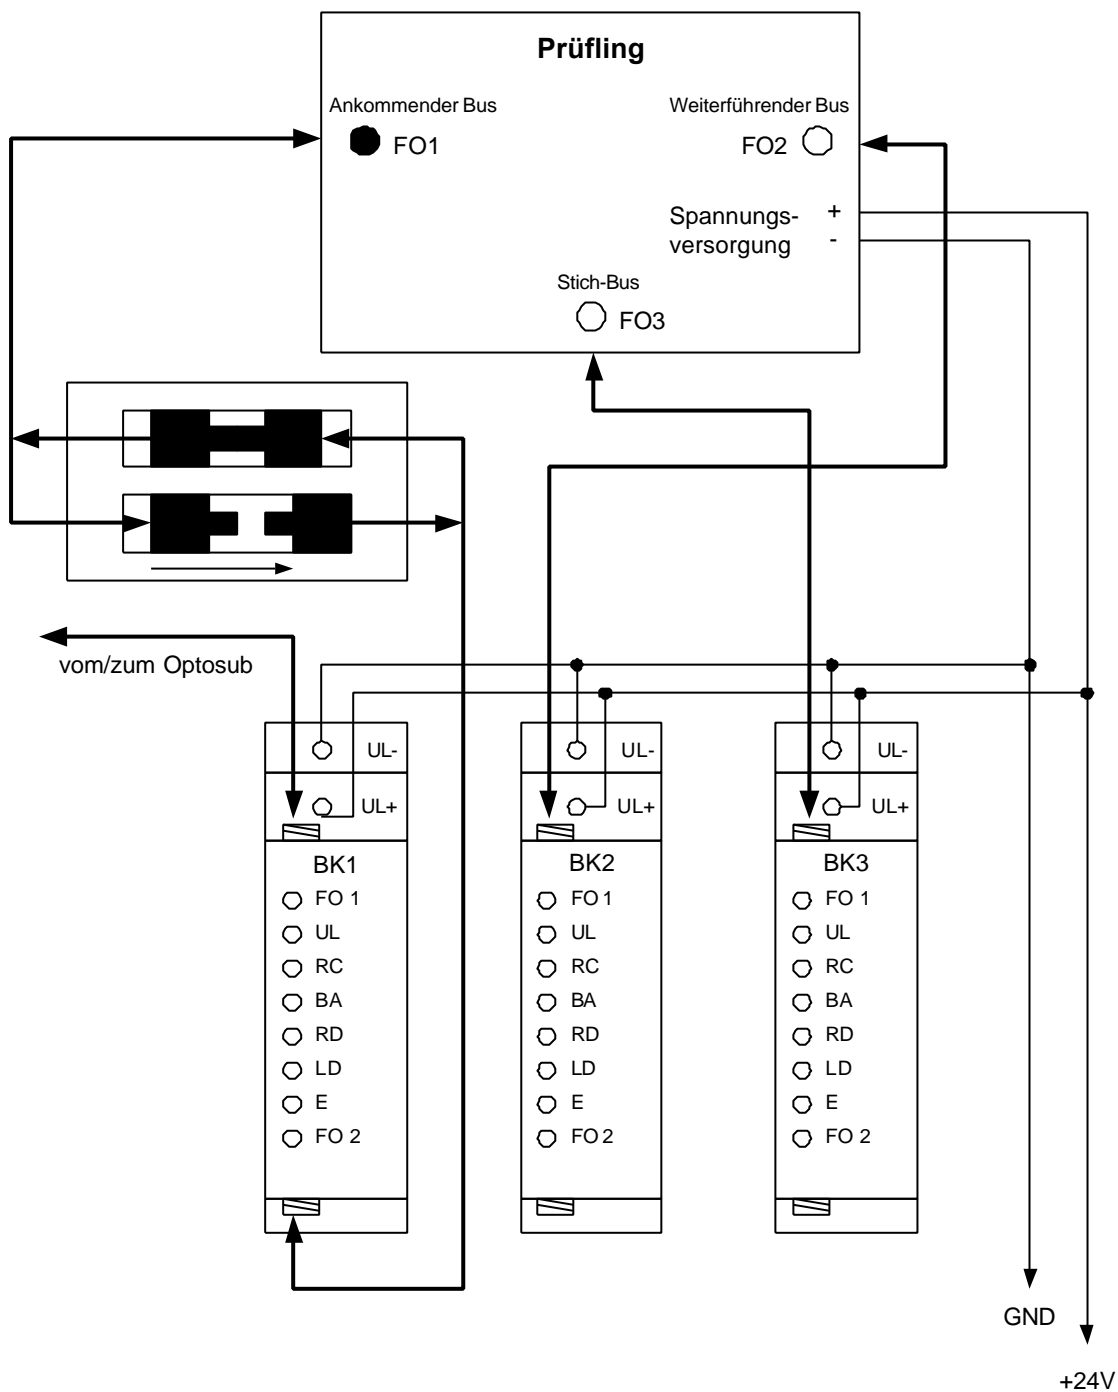 Prüfling
Ankommender Bus
Weiterführender Bus
FO1
FO2
Spannungs- +
versorgung -
Stich-Bus
FO3
vom/zum Optosub
UL-
UL-
UL-
UL+
UL+
UL+
BK1
FO 1
UL
RC
BA
RD
LD
E
FO 2
BK2
FO 1
UL
RC
BA
RD
LD
E
FO 2
BK3
FO 1
UL
RC
BA
RD
LD
E
FO 2
GND
+24V